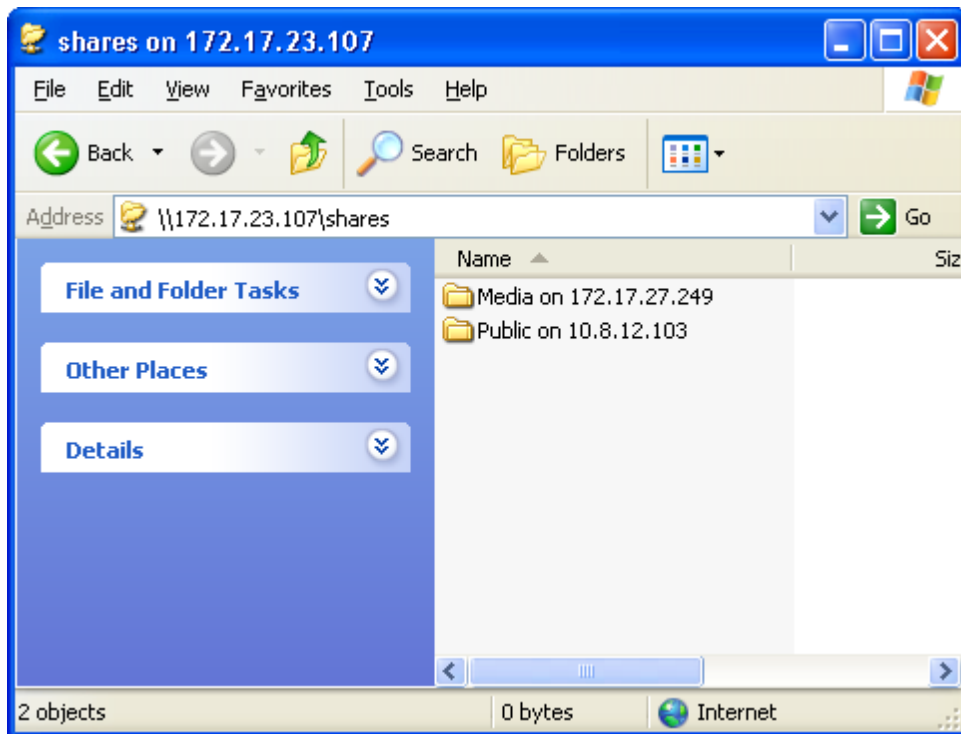 shares on 172.17.23.107
File Edit View Favorites Tools Help
Back Search Folders
Address \\172.17.23.107\shares Go
Name Siz
File and Folder Tasks
Media on 172.17.27.249
Public on 10.8.12.103
Other Places
Details
2 objects 0 bytes Internet